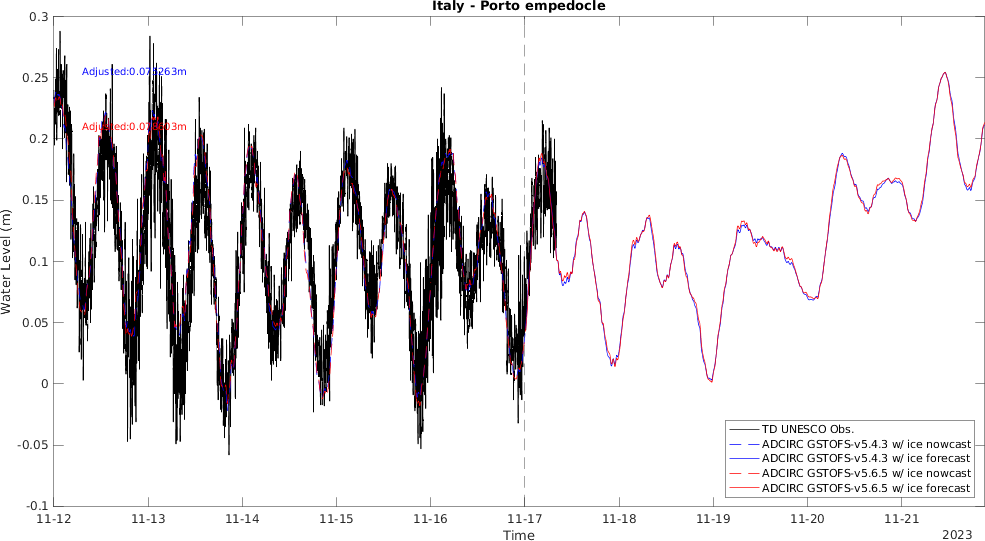 Italy - Porto empedocle
0.3
0.25
0.2
0.15
0.1
0.05
0
-0.05
-0.1
Water Level (m)
11-12 11-13 11-14 11-15 11-16 11-17 11-18 11-19 11-20 11-21
Time
2023
TD UNESCO Obs.
ADCIRC GSTOFS-v5.4.3 w/ ice nowcast
ADCIRC GSTOFS-v5.4.3 w/ ice forecast
ADCIRC GSTOFS-v5.6.5 w/ ice nowcast
ADCIRC GSTOFS-v5.6.5 w/ ice forecast